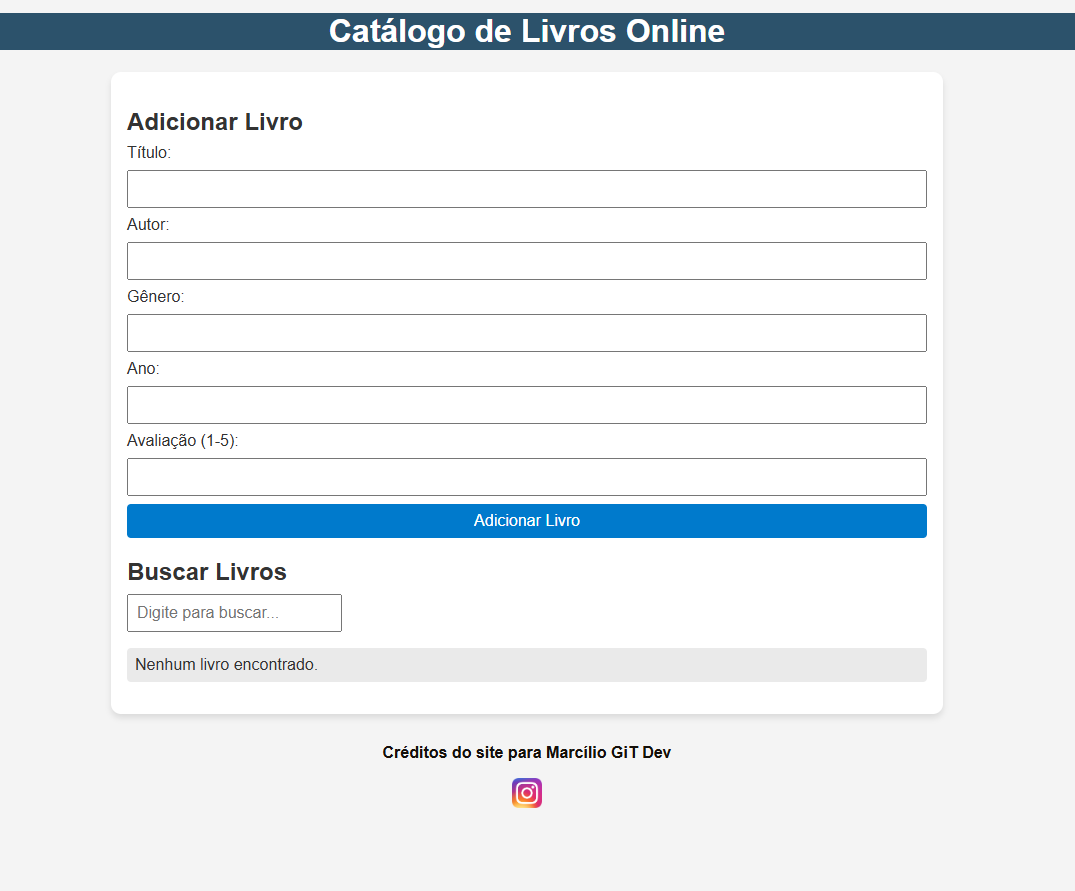 Catálogo de Livros Online
Adicionar Livro
Título:
Autor:
Gênero:
Ano:
Avaliação (1-5):
Adicionar Livro
Buscar Livros
Digite para buscar...
Nenhum livro encontrado.
Créditos do site para Marcílio GiT Dev